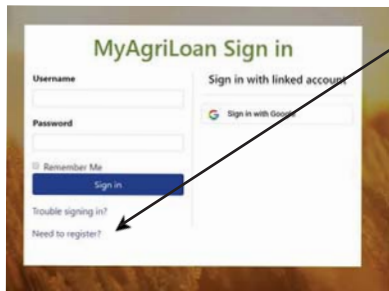 MyAgriLoan Sign in
Username
Sign in with linked account
Sign in with Google
Password
Remember Me
Sign in
Trouble signing in?
Need to register?